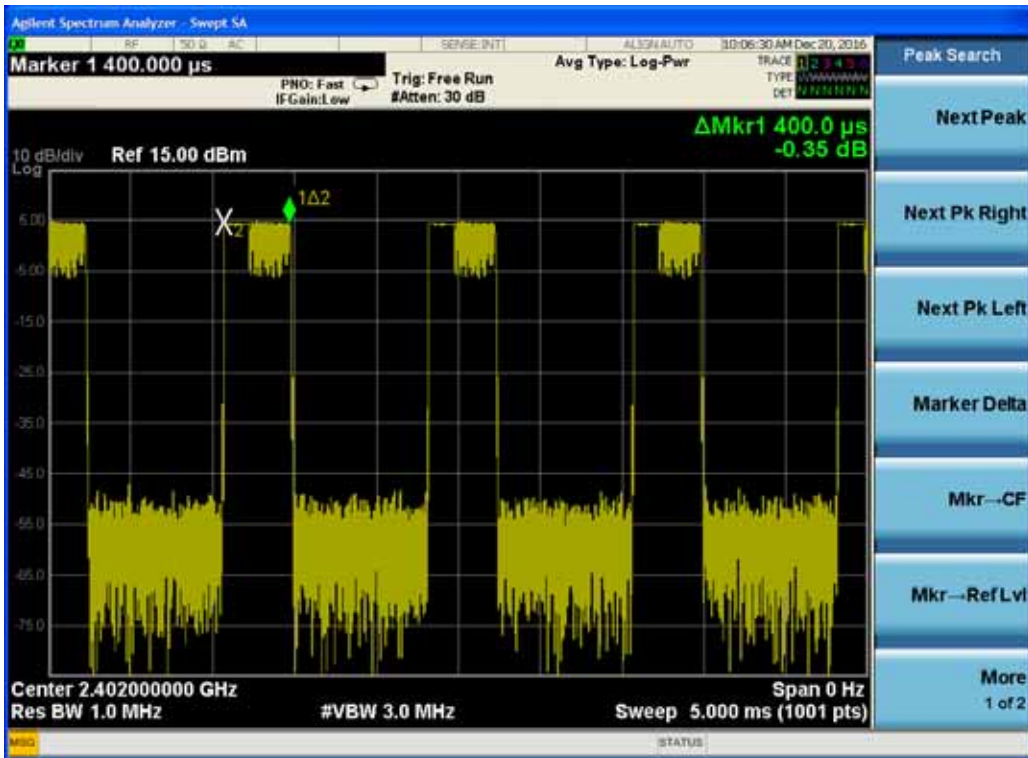 Agilent Spectrum Analyzer - Swept SA
RF 50 Ω AC SENSE:INT ALIGN AUTO 10:06:30 AM Dec 20, 2016
Marker 1 400.000 µs
PNO: Fast
IFGain:Low
Trig: Free Run
#Atten: 30 dB
Avg Type: Log-Pwr
TRACE 1 2 3 4 5 6
TYPE
DET N N N N N N
Peak Search
ΔMkr1 400.0 µs
-0.35 dB
10 dB/div
Log
Ref 15.00 dBm
Next Peak
1Δ2
X2
5.00
-5.00
-15.0
-25.0
-35.0
-45.0
-55.0
-65.0
-75.0
Next Pk Right
Next Pk Left
Marker Delta
Mkr→CF
Mkr→Ref Lvl
More
1 of 2
Center 2.402000000 GHz
Span 0 Hz
Res BW 1.0 MHz
#VBW 3.0 MHz
Sweep 5.000 ms (1001 pts)
MSG
STATUS